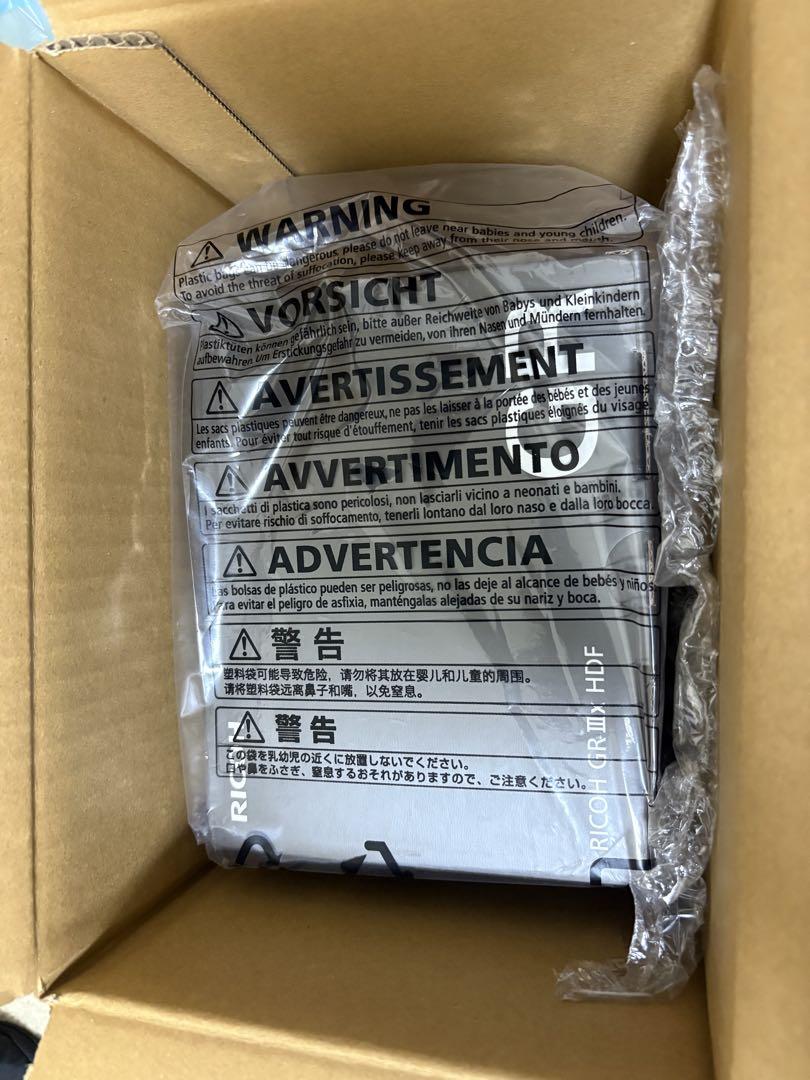 WARNING
Plastic bags can be dangerous, please do not leave near babies and young children.
To avoid the threat of suffocation, please keep away from their nose and mouth.
VORSICHT
Plastiktüten können gefährlich sein, bitte außer Reichweite von Babys und Kleinkindern
aufbewahren Um Erstickungsgefahr zu vermeiden, von ihren Nasen und Mündern fernhalten.
AVERTISSEMENT
Les sacs plastiques peuvent être dangereux, ne pas les laisser à la portée des bébés et des jeunes
enfants. Pour éviter tout risque d'étouffement, tenir les sacs plastiques éloignés du visage
AVVERTIMENTO
I sacchetti di plastica sono pericolosi, non lasciarli vicino a neonati e bambini.
Per evitare rischio di soffocamento, tenerli lontano dal loro naso e dalla loro bocca.
ADVERTENCIA
Las bolsas de plástico pueden ser peligrosas, no las deje al alcance de bebés y niños
Para evitar el peligro de asfixia, manténgalas alejadas de su nariz y boca.
警告
塑料袋可能导致危险，请勿将其放在婴儿和儿童的周围。
请将塑料袋远离鼻子和嘴，以免窒息。
警告
この袋を乳幼児の近くに放置しないでください。
口や鼻をふさぎ、窒息するおそれがありますので、ご注意ください。
RICOH
RICOH GR IIIx HDF